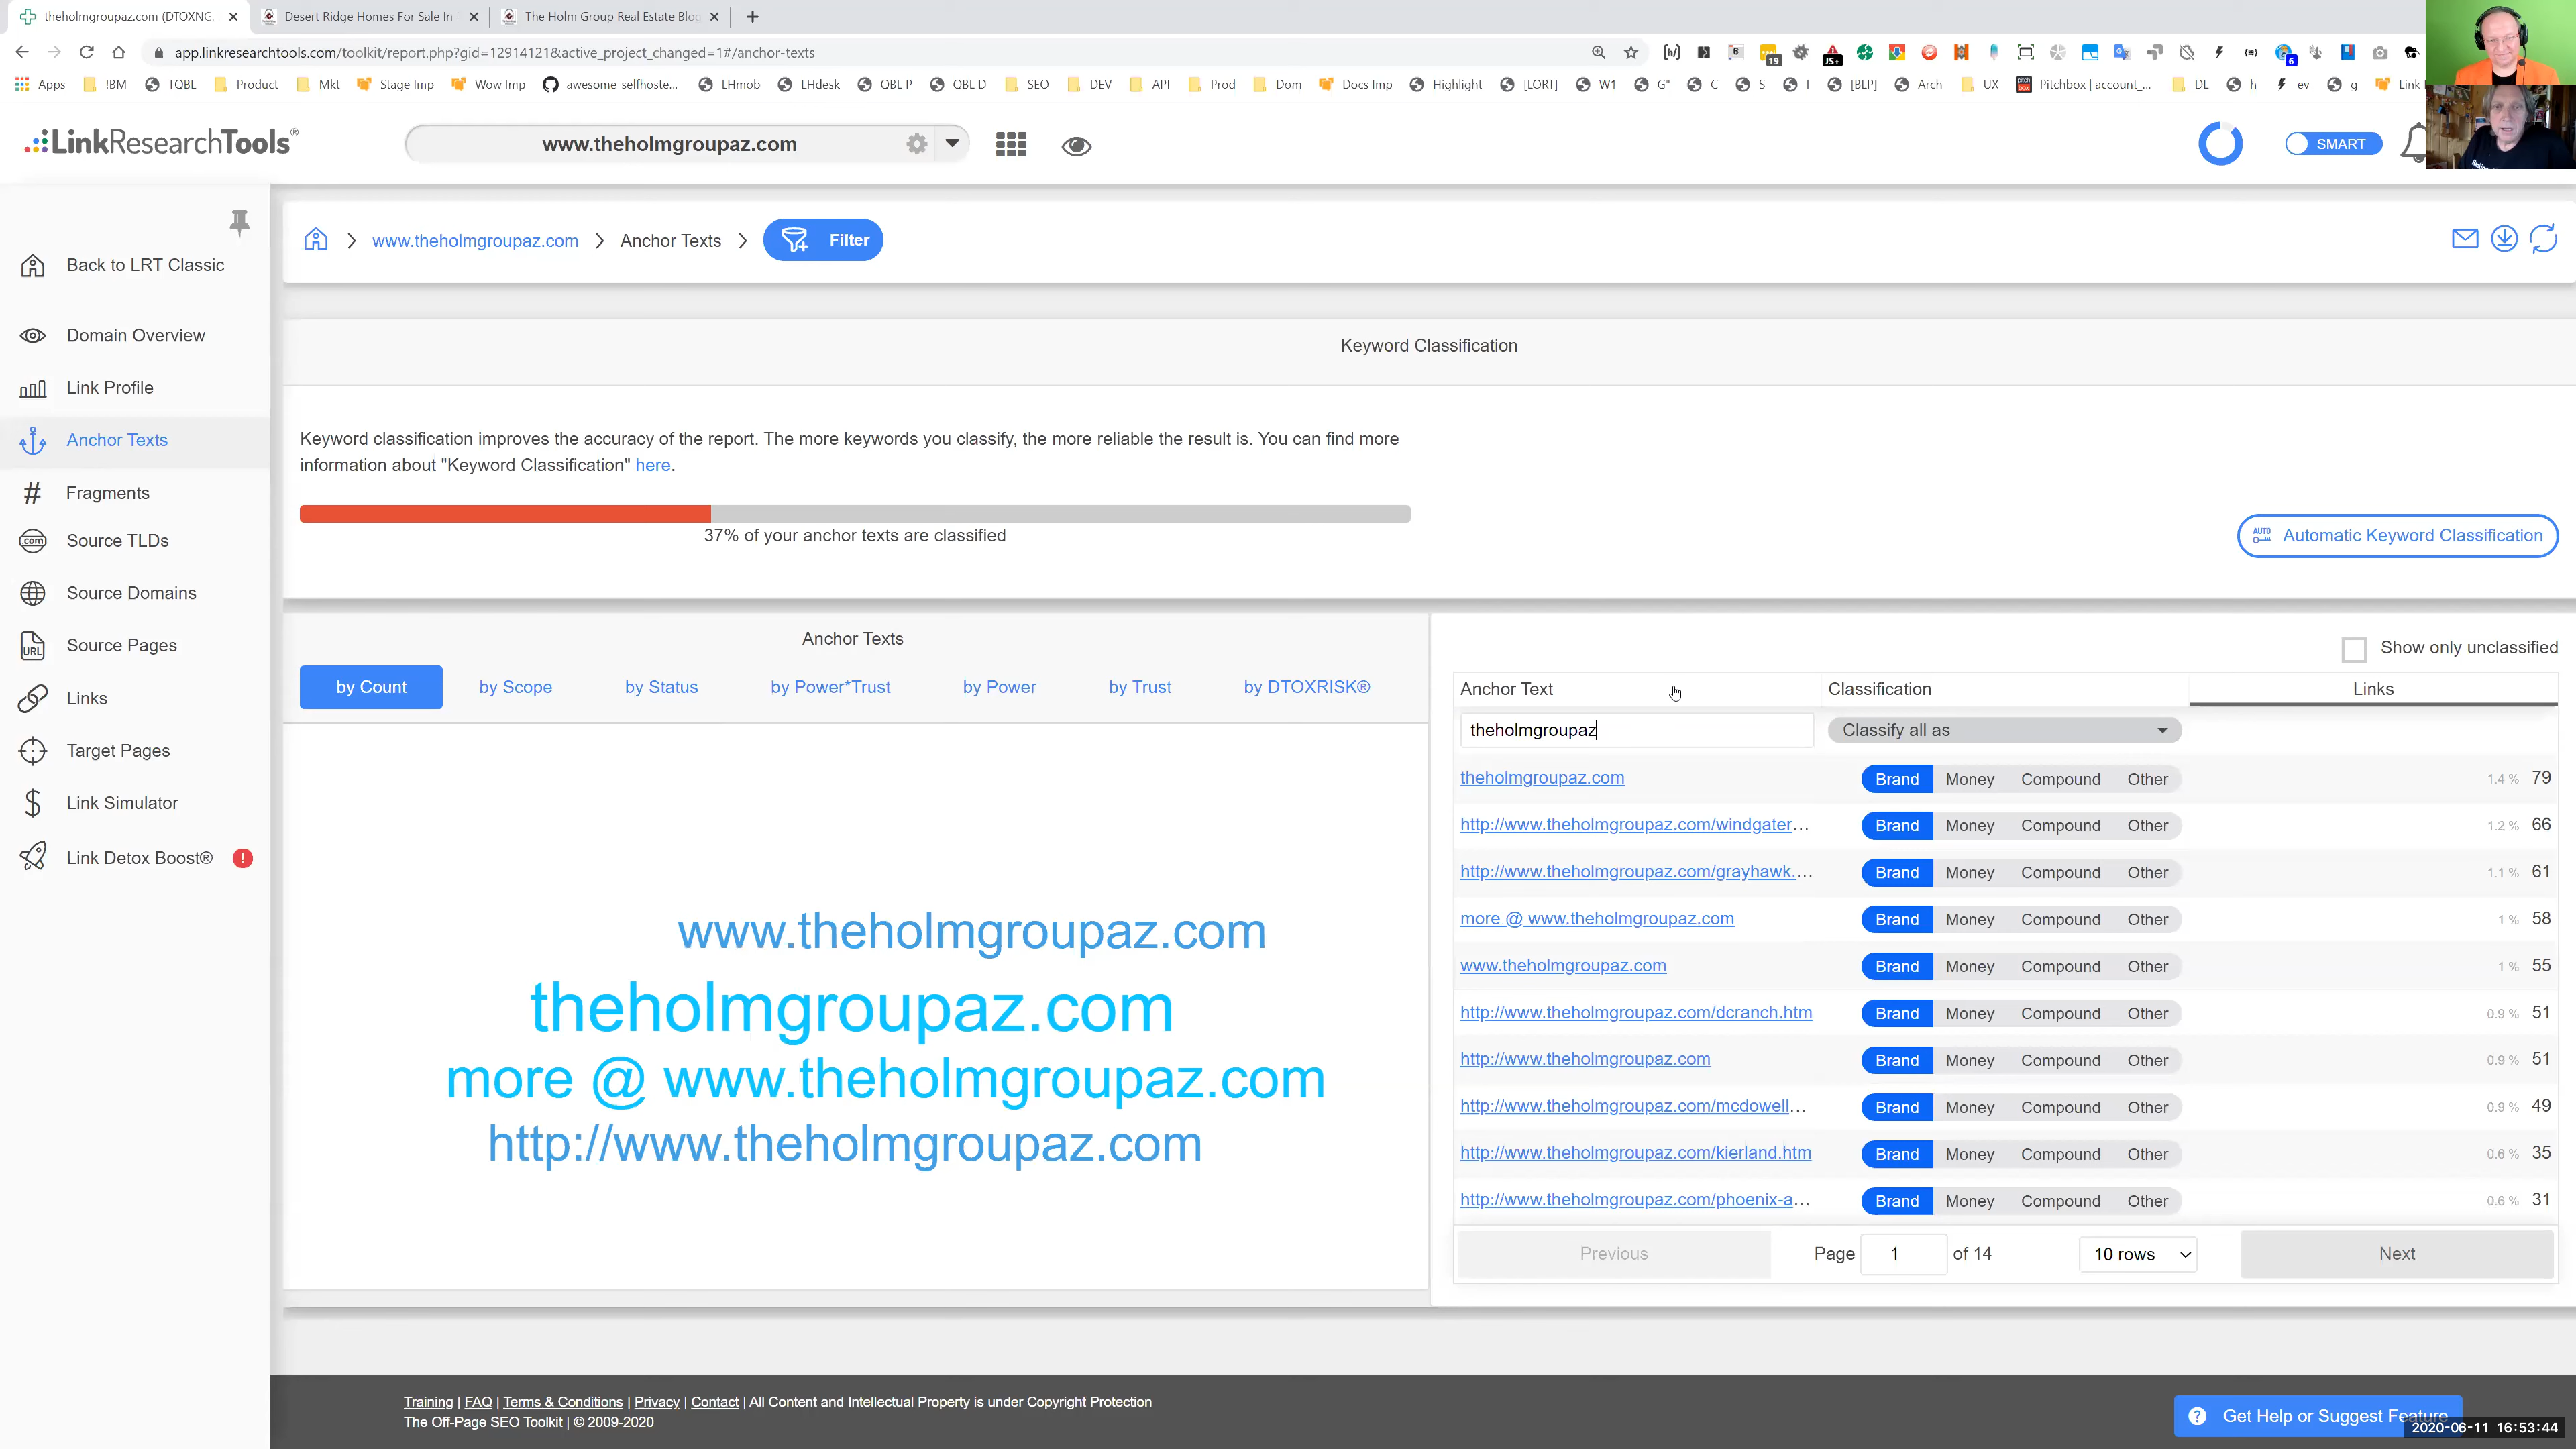 theholmgroupaz.com (DTOXNG
Desert Ridge Homes For Sale In
The Holm Group Real Estate Blog
app.linkresearchtools.com/toolkit/report.php?gid=12914121&active_project_changed=1#/anchor-texts
Apps
!BM
TQBL
Product
Mkt
Stage Imp
Wow Imp
awesome-selfhoste...
LHmob
LHdesk
QBL P
QBL D
SEO
DEV
API
Prod
Dom
Docs Imp
Highlight
[LORT]
W1
G"
C
S
I
[BLP]
Arch
UX
Pitchbox | account_...
DL
h
ev
g
Link
LinkResearchTools®
www.theholmgroupaz.com
SMART
Back to LRT Classic
Domain Overview
Link Profile
Anchor Texts
Fragments
Source TLDs
Source Domains
Source Pages
Links
Target Pages
Link Simulator
Link Detox Boost®
www.theholmgroupaz.com
Anchor Texts
Filter
Keyword Classification
Keyword classification improves the accuracy of the report. The more keywords you classify, the more reliable the result is. You can find more
information about "Keyword Classification" here.
37% of your anchor texts are classified
AUTO Automatic Keyword Classification
Anchor Texts
by Count
by Scope
by Status
by Power*Trust
by Power
by Trust
by DTOXRISK®
www.theholmgroupaz.com
theholmgroupaz.com
more @ www.theholmgroupaz.com
http://www.theholmgroupaz.com
Show only unclassified
Anchor Text Classification Links
theholmgroupaz Classify all as
theholmgroupaz.com Brand Money Compound Other 1.4 % 79
http://www.theholmgroupaz.com/windgater... Brand Money Compound Other 1.2 % 66
http://www.theholmgroupaz.com/grayhawk.... Brand Money Compound Other 1.1 % 61
more @ www.theholmgroupaz.com Brand Money Compound Other 1 % 58
www.theholmgroupaz.com Brand Money Compound Other 1 % 55
http://www.theholmgroupaz.com/dcranch.htm Brand Money Compound Other 0.9 % 51
http://www.theholmgroupaz.com Brand Money Compound Other 0.9 % 51
http://www.theholmgroupaz.com/mcdowell... Brand Money Compound Other 0.9 % 49
http://www.theholmgroupaz.com/kierland.htm Brand Money Compound Other 0.6 % 35
http://www.theholmgroupaz.com/phoenix-a... Brand Money Compound Other 0.6 % 31
Previous Page 1 of 14 10 rows Next
Training | FAQ | Terms & Conditions | Privacy | Contact | All Content and Intellectual Property is under Copyright Protection
The Off-Page SEO Toolkit | © 2009-2020
Get Help or Suggest Feature
2020-06-11 16:53:44